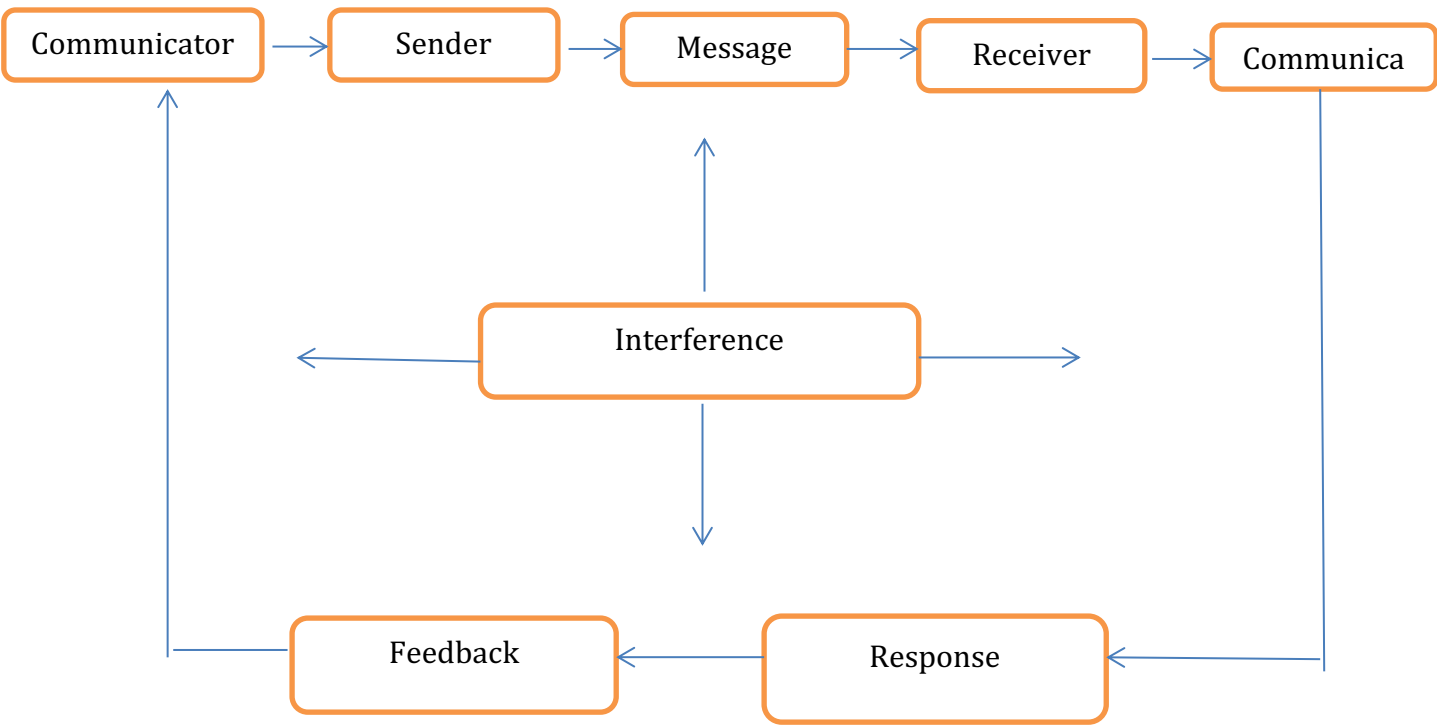 Communicator
Sender
Message
Receiver
Communica
Interference
Feedback
Response